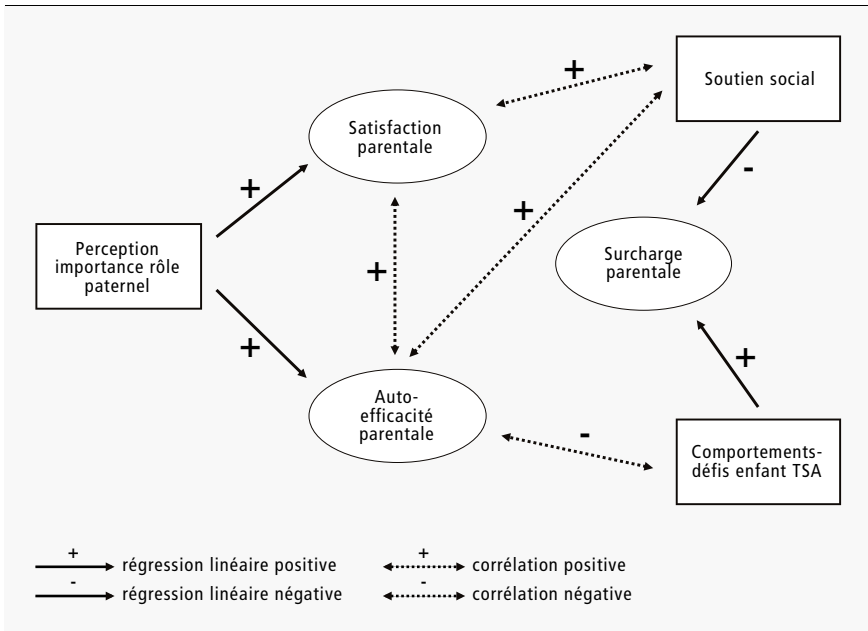 +
Soutien social
Satisfaction
parentale
-
+
+
Perception
importance rôle
paternel
Surcharge
parentale
+
+
+
Auto-
efficacité
parentale
-
Comportements-
défis enfant TSA
+ régression linéaire positive
+ corrélation positive
- régression linéaire négative
- corrélation négative